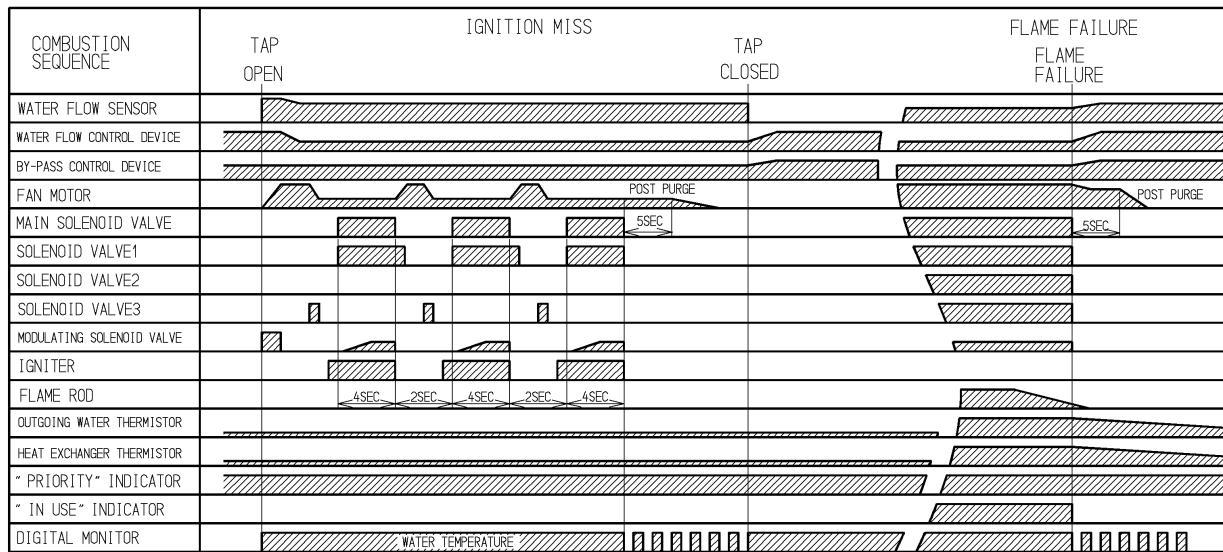 COMBUSTION
SEQUENCE
IGNITION MISS
TAP
OPEN
TAP
CLOSED
FLAME FAILURE
FLAME
FAILURE
WATER FLOW SENSOR
WATER FLOW CONTROL DEVICE
BY-PASS CONTROL DEVICE
FAN MOTOR
POST PURGE
POST PURGE
MAIN SOLENOID VALVE
5SEC
5SEC
SOLENOID VALVE1
SOLENOID VALVE2
SOLENOID VALVE3
MODULATING SOLENOID VALVE
IGNITER
FLAME ROD
4SEC 2SEC 4SEC 2SEC 4SEC
OUTGOING WATER THERMISTOR
HEAT EXCHANGER THERMISTOR
" PRIORITY" INDICATOR
" IN USE" INDICATOR
DIGITAL MONITOR
WATER TEMPERATURE